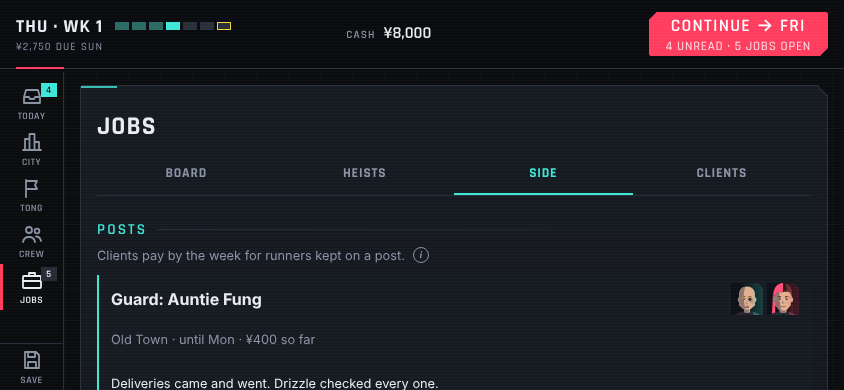 THU · WK 1
¥2,750 DUE SUN
CASH ¥8,000
CONTINUE → FRI
4 UNREAD · 5 JOBS OPEN
4
TODAY
CITY
TONG
CREW
5
JOBS
SAVE
JOBS
BOARD HEISTS SIDE CLIENTS
POSTS
Clients pay by the week for runners kept on a post. i
Guard: Auntie Fung
Old Town · until Mon · ¥400 so far
Deliveries came and went. Drizzle checked every one.